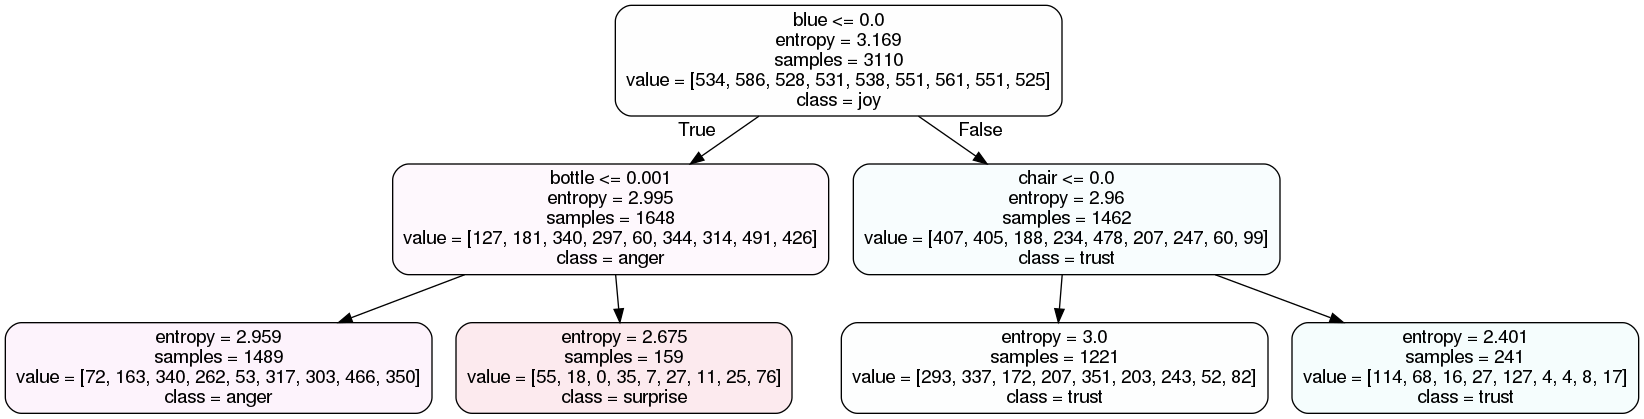 blue <= 0.0
entropy = 3.169
samples = 3110
value = [534, 586, 528, 531, 538, 551, 561, 551, 525]
class = joy
True
False
bottle <= 0.001
entropy = 2.995
samples = 1648
value = [127, 181, 340, 297, 60, 344, 314, 491, 426]
class = anger
chair <= 0.0
entropy = 2.96
samples = 1462
value = [407, 405, 188, 234, 478, 207, 247, 60, 99]
class = trust
entropy = 2.959
samples = 1489
value = [72, 163, 340, 262, 53, 317, 303, 466, 350]
class = anger
entropy = 2.675
samples = 159
value = [55, 18, 0, 35, 7, 27, 11, 25, 76]
class = surprise
entropy = 3.0
samples = 1221
value = [293, 337, 172, 207, 351, 203, 243, 52, 82]
class = trust
entropy = 2.401
samples = 241
value = [114, 68, 16, 27, 127, 4, 4, 8, 17]
class = trust